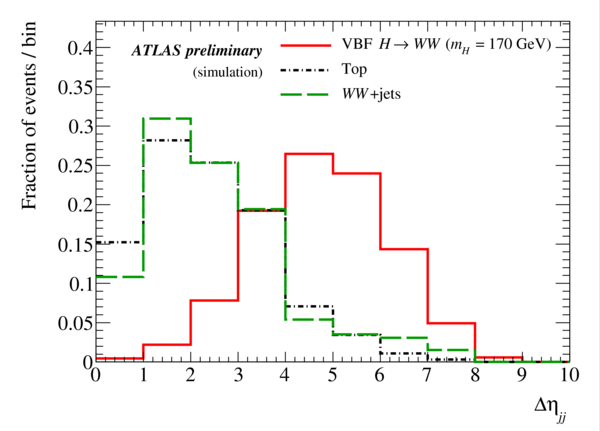 Fraction of events / bin
0.4
0.35
0.3
0.25
0.2
0.15
0.1
0.05
0
ATLAS preliminary
(simulation)
VBF H → WW (m_H = 170 GeV)
Top
WW+jets
0 1 2 3 4 5 6 7 8 9 10
Δη_jj